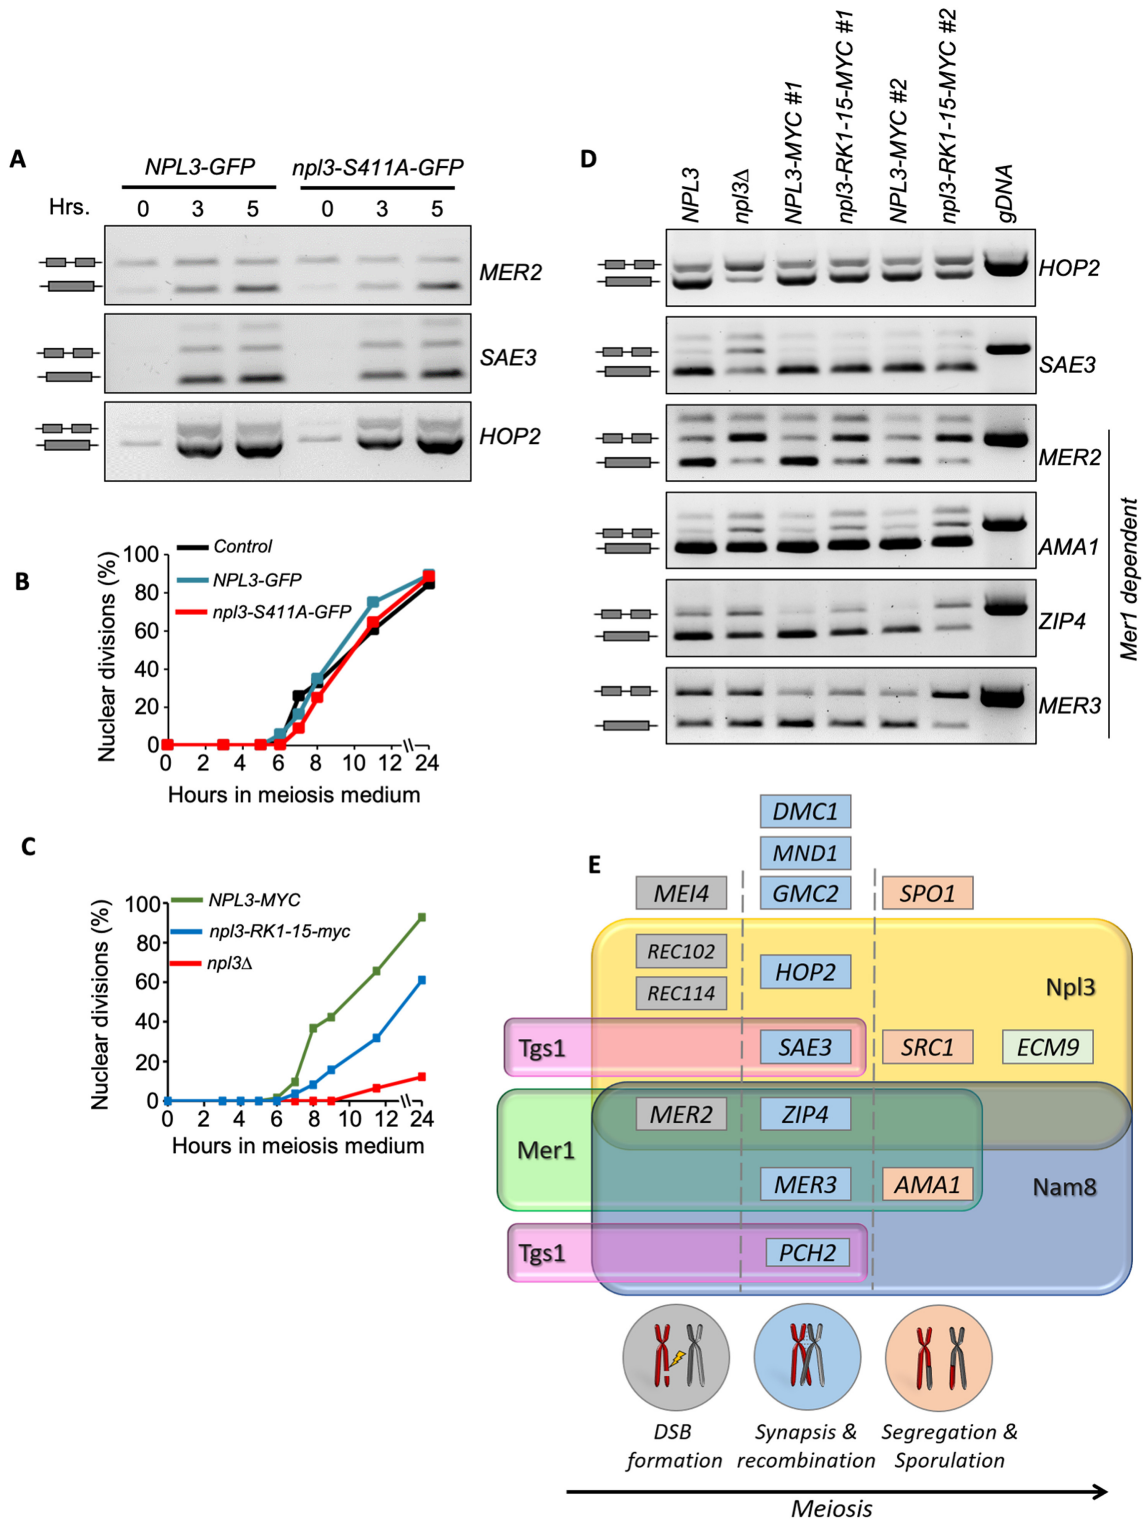 A
NPL3-GFP npl3-S411A-GFP
Hrs. 0 3 5 0 3 5
MER2
SAE3
HOP2
B
Nuclear divisions (%)
100
80
60
40
20
0
Control
NPL3-GFP
npl3-S411A-GFP
0 2 4 6 8 10 12 24
Hours in meiosis medium
C
Nuclear divisions (%)
100
80
60
40
20
0
NPL3-MYC
npl3-RK1-15-myc
npl3Δ
0 2 4 6 8 10 12 24
Hours in meiosis medium
D
NPL3
npl3Δ
NPL3-MYC #1
npl3-RK1-15-MYC #1
NPL3-MYC #2
npl3-RK1-15-MYC #2
gDNA
HOP2
SAE3
MER2
AMA1
ZIP4
MER3
Mer1 dependent
E
DMC1
MND1
MEI4 GMC2 SPO1
REC102
HOP2
REC114
Npl3
Tgs1 SAE3 SRC1 ECM9
MER2 ZIP4
Mer1
MER3 AMA1 Nam8
Tgs1 PCH2
DSB
formation
Synapsis &
recombination
Segregation &
Sporulation
Meiosis